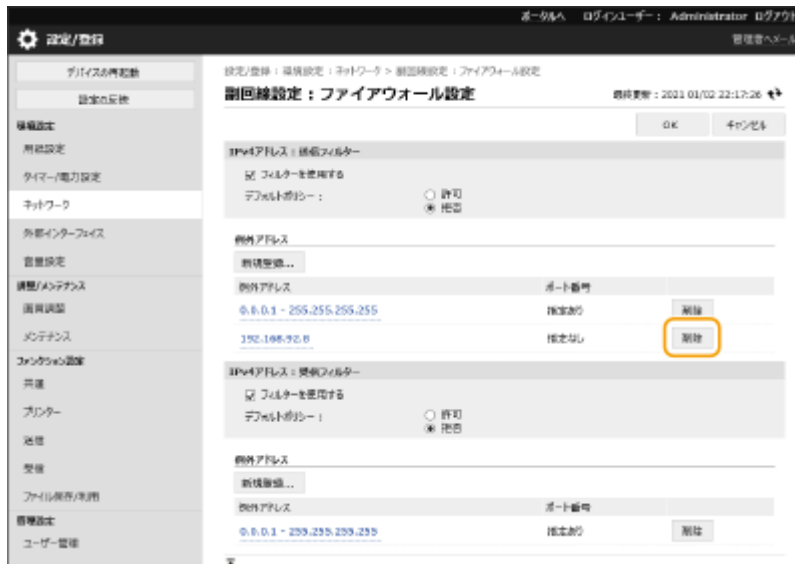 ポータルへ ログインユーザー： Administrator ログアウト
設定/登録
管理者へメール
デバイスの再起動
設定の反映
環境設定
用紙設定
タイマー/電力設定
ネットワーク
外部インターフェイス
音量設定
調整/メンテナンス
画質調整
メンテナンス
ファンクション設定
共通
プリンター
送信
受信
ファイル保存/利用
管理設定
ユーザー管理
設定/登録 : 環境設定 : ネットワーク > 副回線設定 : ファイアウォール設定
副回線設定：ファイアウォール設定
最終更新 : 2021 01/02 22:17:26
OK
キャンセル
IPv4アドレス : 送信フィルター
フィルターを使用する
デフォルトポリシー :
許可
拒否
例外アドレス
新規登録...
例外アドレス ポート番号
0.0.0.1 - 255.255.255.255 指定あり 削除
192.168.92.8 指定なし 削除
IPv4アドレス : 受信フィルター
フィルターを使用する
デフォルトポリシー :
許可
拒否
例外アドレス
新規登録...
例外アドレス ポート番号
0.0.0.1 - 255.255.255.255 指定あり 削除